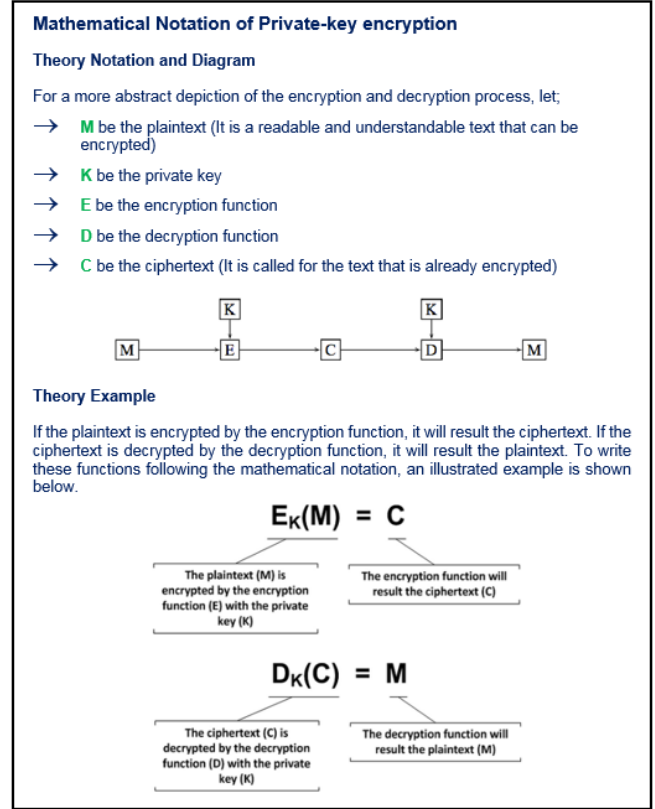 Mathematical Notation of Private-key encryption
Theory Notation and Diagram
For a more abstract depiction of the encryption and decryption process, let;
→ M be the plaintext (It is a readable and understandable text that can be
encrypted)
→ K be the private key
→ E be the encryption function
→ D be the decryption function
→ C be the ciphertext (It is called for the text that is already encrypted)
K K
M E C D M
Theory Example
If the plaintext is encrypted by the encryption function, it will result the ciphertext. If the
ciphertext is decrypted by the decryption function, it will result the plaintext. To write
these functions following the mathematical notation, an illustrated example is shown
below.
E_K(M) = C
The plaintext (M) is
encrypted by the encryption
function (E) with the private
key (K)
The encryption function will
result the ciphertext (C)
D_K(C) = M
The ciphertext (C) is
decrypted by the decryption
function (D) with the private
key (K)
The decryption function will
result the plaintext (M)